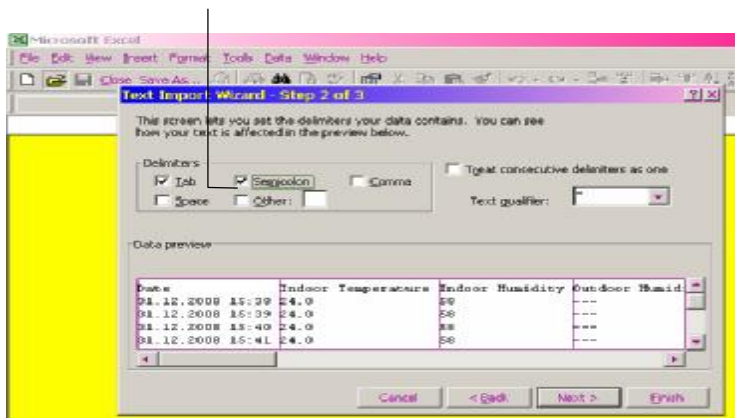 Microsoft Excel
File Edit View Insert Format Tools Data Window Help
Close Save As...
Text Import Wizard - Step 2 of 3
This screen lets you set the delimiters your data contains. You can see
how your text is affected in the preview below.
Delimiters
Tab Semicolon Comma
Space Other:
Treat consecutive delimiters as one
Text qualifier: "
Data preview
Date Indoor Temperature Indoor Humidity Outdoor Humid
31.12.2008 15:39 24.0 58 ---
31.12.2008 15:39 24.0 58 ---
31.12.2008 15:40 24.0 58 ---
31.12.2008 15:41 24.0 58 ---
Cancel < Back Next > Finish